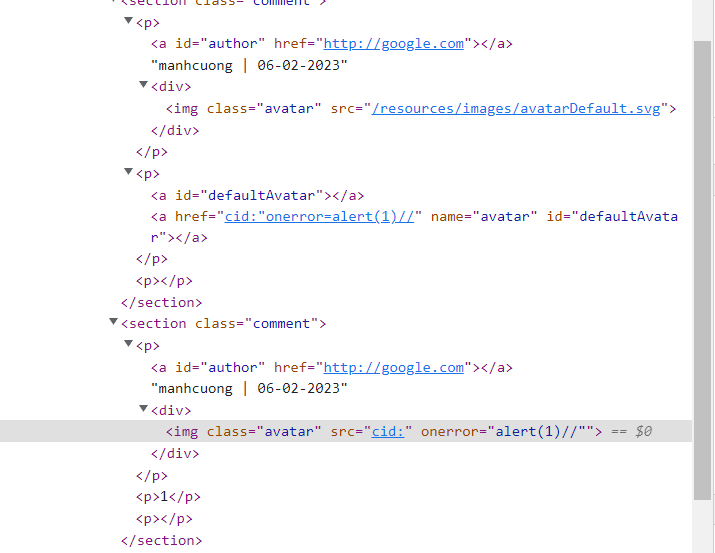 <section class="comment">
<p>
<a id="author" href="http://google.com"></a>
"manhcuong | 06-02-2023"
<div>
<img class="avatar" src="/resources/images/avatarDefault.svg">
</div>
</p>
<p>
<a id="defaultAvatar"></a>
<a href="cid:"onerror=alert(1)//" name="avatar" id="defaultAvata
r"></a>
</p>
<p></p>
</section>
<section class="comment">
<p>
<a id="author" href="http://google.com"></a>
"manhcuong | 06-02-2023"
<div>
<img class="avatar" src="cid:" onerror="alert(1)//""> == $0
</div>
</p>
<p>1</p>
<p></p>
</section>